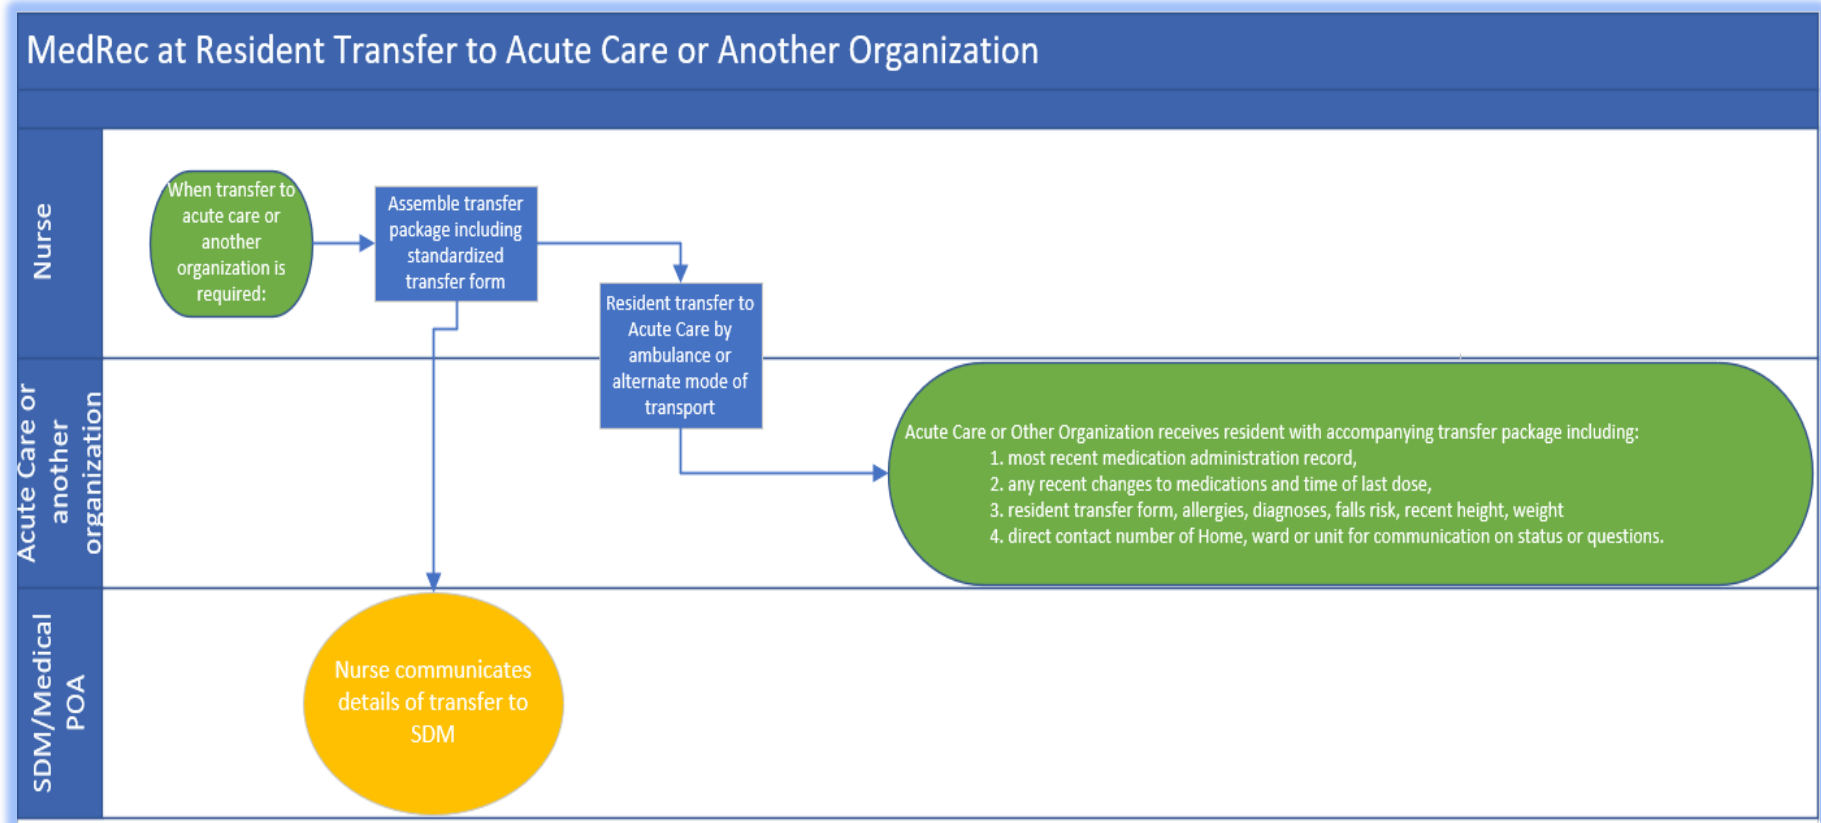 MedRec at Resident Transfer to Acute Care or Another Organization
Nurse
When transfer to
acute care or
another
organization is
required:
Assemble transfer
package including
standardized
transfer form
Resident transfer to
Acute Care by
ambulance or
alternate mode of
transport
Acute Care or
another
organization
Acute Care or Other Organization receives resident with accompanying transfer package including:
1. most recent medication administration record,
2. any recent changes to medications and time of last dose,
3. resident transfer form, allergies, diagnoses, falls risk, recent height, weight
4. direct contact number of Home, ward or unit for communication on status or questions.
SDM/Medical
POA
Nurse communicates
details of transfer to
SDM